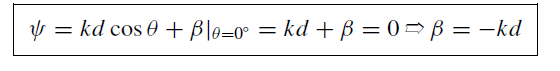 ψ = kd cos θ + β|θ=0° = kd + β = 0 ⇒ β = −kd